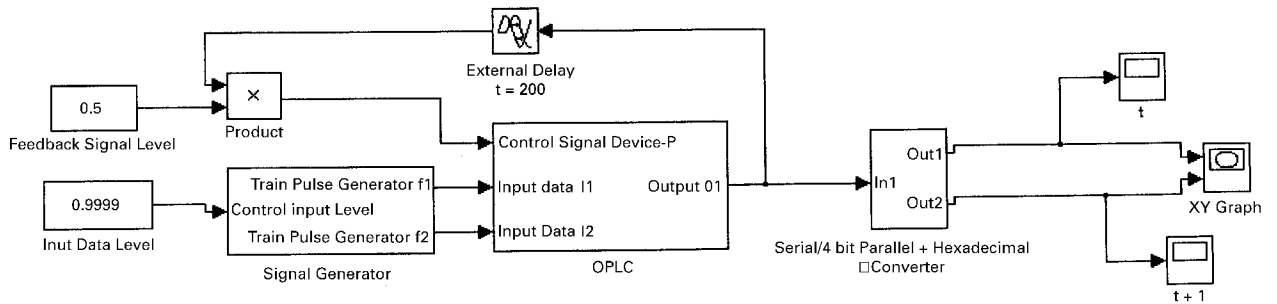 External Delay
t = 200
0.5
×
Feedback Signal Level
Product
Control Signal Device-P
Input data I1
Output 01
Input Data I2
OPLC
0.9999
Inut Data Level
Train Pulse Generator f1
Control input Level
Train Pulse Generator f2
Signal Generator
In1
Out1
Out2
Serial/4 bit Parallel + Hexadecimal
□Converter
t
XY Graph
t + 1